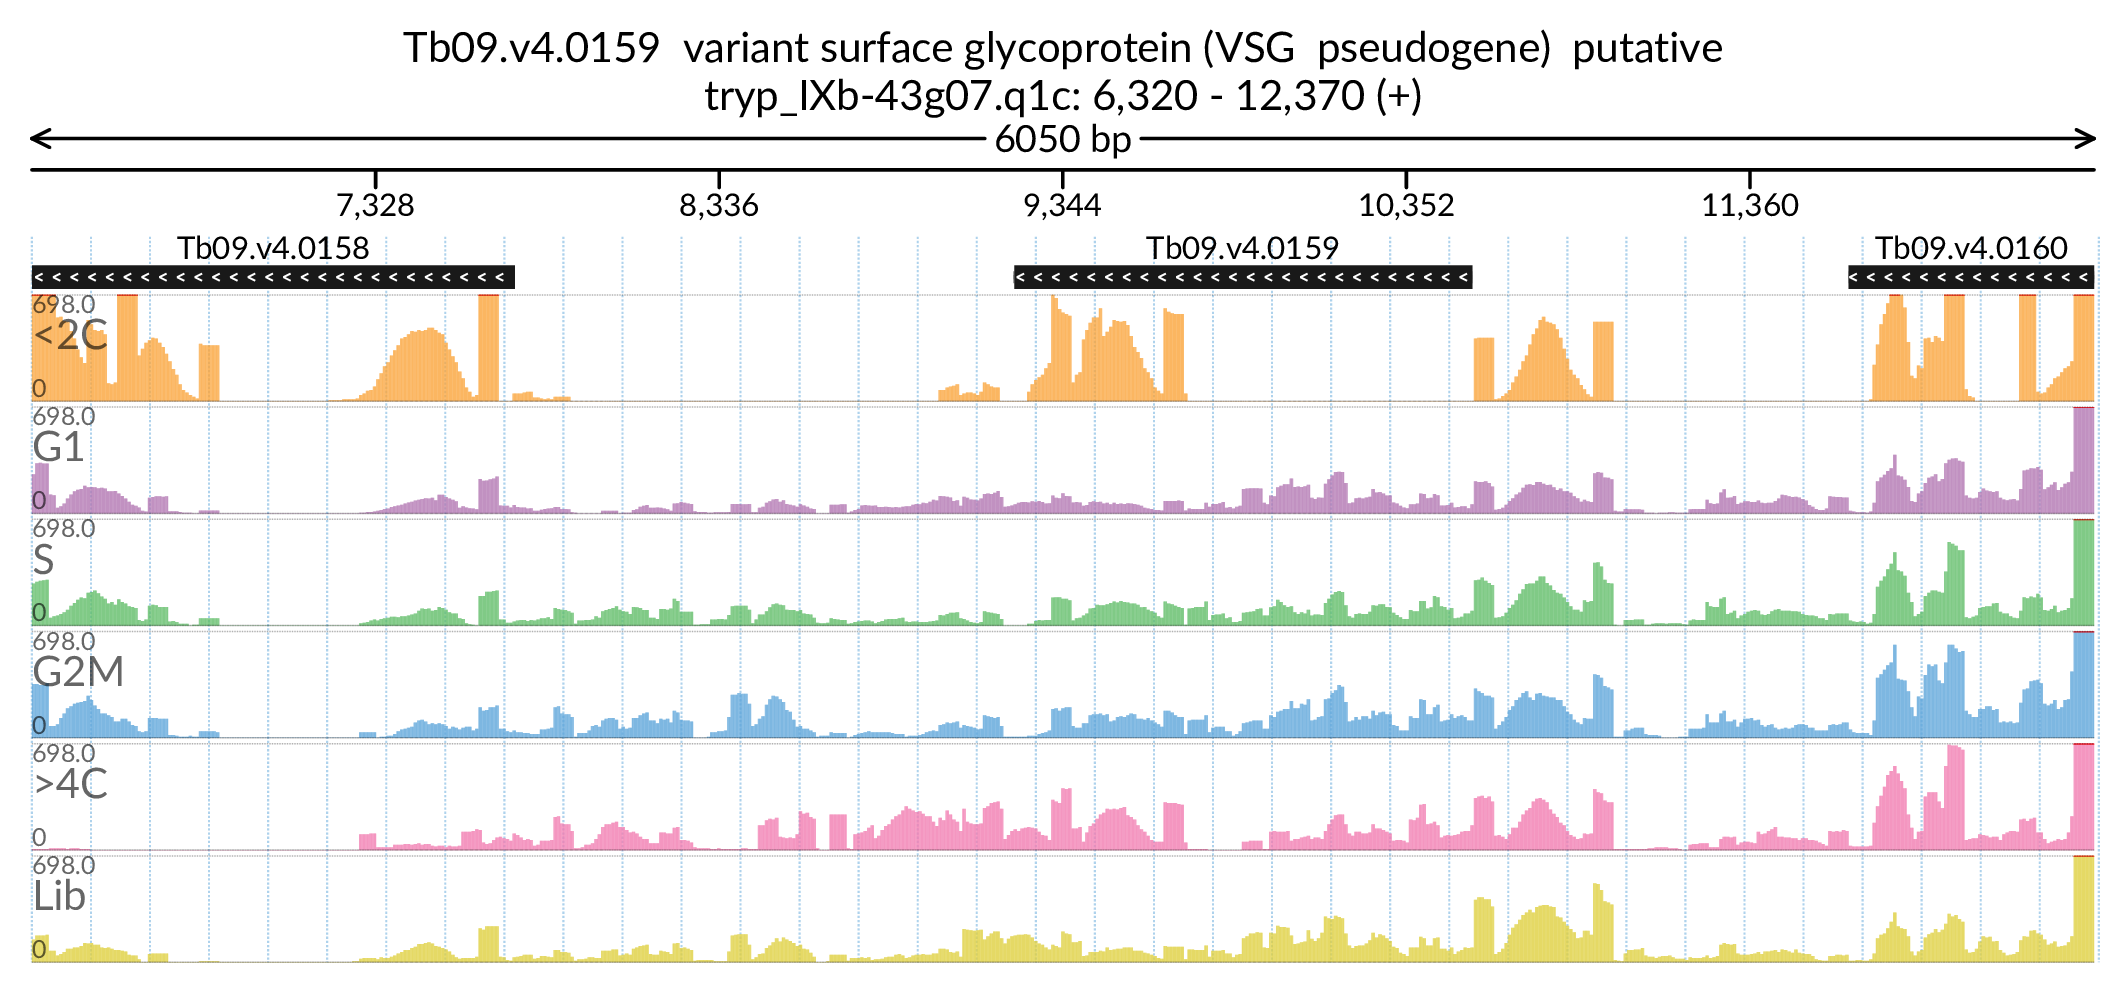 Tb09.v4.0159 variant surface glycoprotein (VSG pseudogene) putative
tryp_IXb-43g07.q1c: 6,320 - 12,370 (+)
6050 bp
7,328 8,336 9,344 10,352 11,360
Tb09.v4.0158 Tb09.v4.0159 Tb09.v4.0160
698.0
<2C
0
698.0
G1
0
698.0
S
0
698.0
G2M
0
698.0
>4C
0
698.0
Lib
0